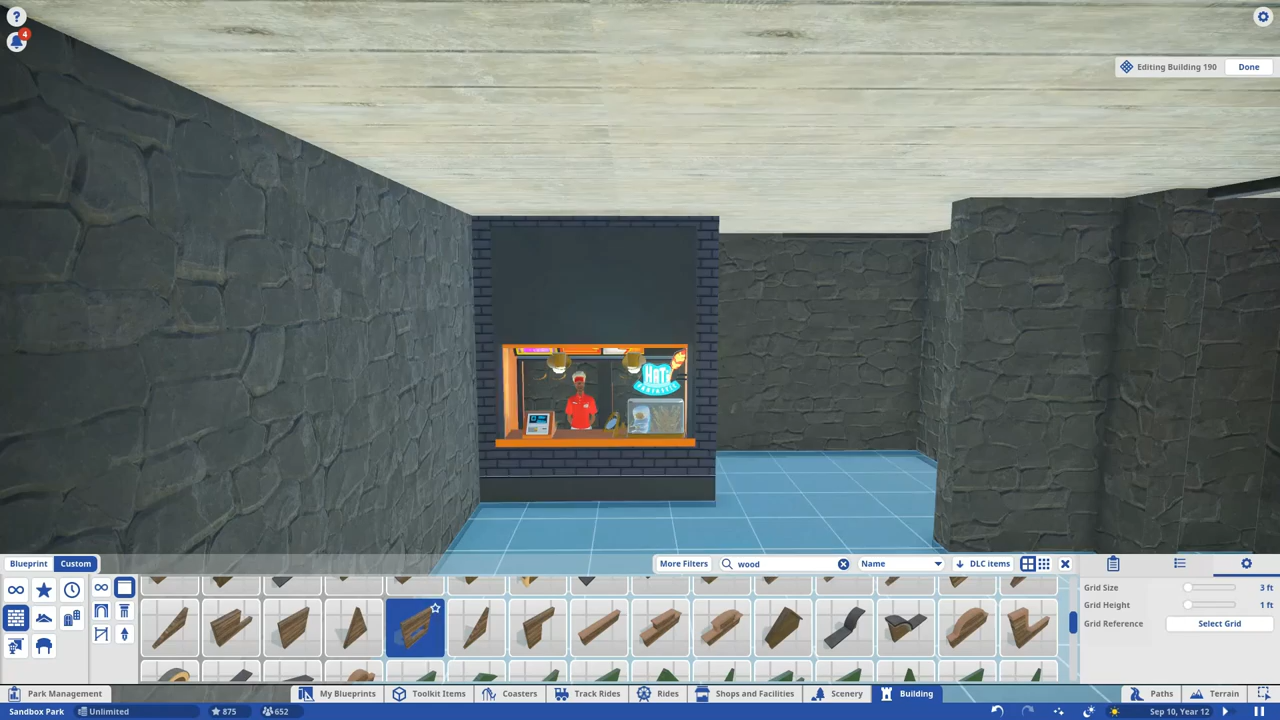 ?
4
Editing Building 190
Done
Blueprint
Custom
More Filters
wood
Name
DLC items
Grid Size
3 ft
Grid Height
1 ft
Grid Reference
Select Grid
Park Management
My Blueprints
Toolkit Items
Coasters
Track Rides
Rides
Shops and Facilities
Scenery
Building
Paths
Terrain
Sandbox Park
Unlimited
875
652
Sep 10, Year 12